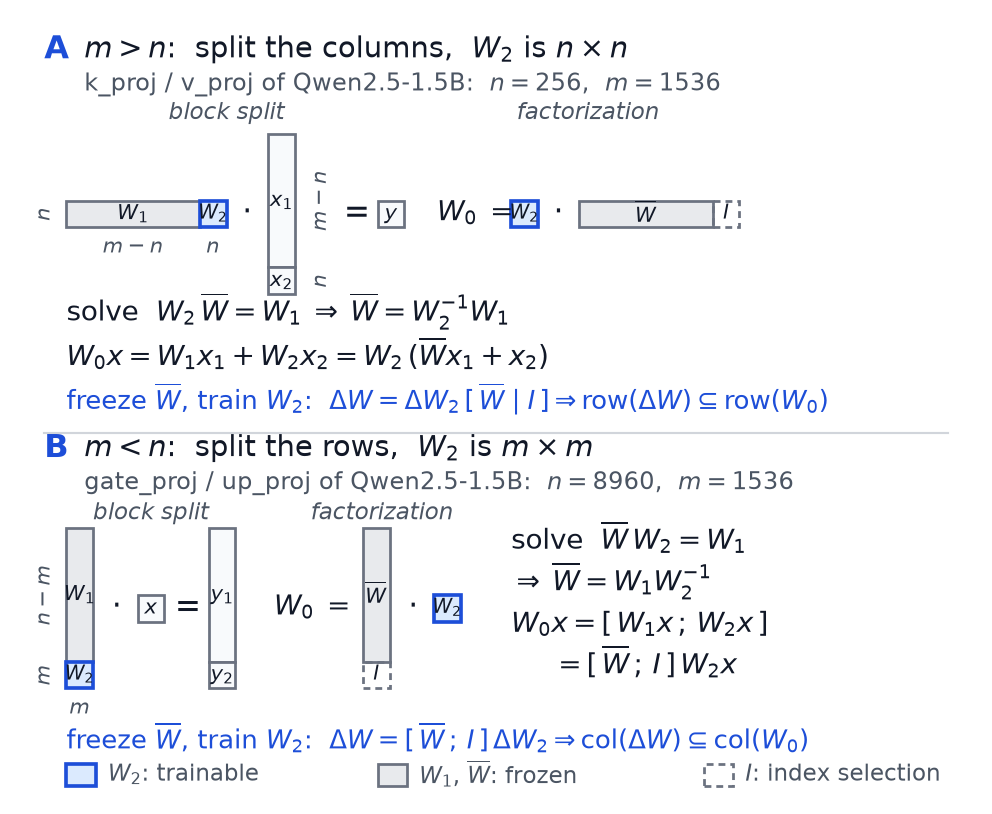 A m > n: split the columns, W₂ is n × n
k_proj / v_proj of Qwen2.5-1.5B: n = 256, m = 1536
block split
factorization
n
W₁
W₂
m − n
n
·
x₁
x₂
m − n
n
=
y
W₀ =
W₂
·
W̅
I
solve W₂ W̅ = W₁ ⇒ W̅ = W₂⁻¹W₁
W₀x = W₁x₁ + W₂x₂ = W₂ (W̅x₁ + x₂)
freeze W̅, train W₂: ΔW = ΔW₂ [ W̅ | I ] ⇒ row(ΔW) ⊆ row(W₀)
B m < n: split the rows, W₂ is m × m
gate_proj / up_proj of Qwen2.5-1.5B: n = 8960, m = 1536
block split
factorization
n − m
m
W₁
W₂
m
·
x
=
y₁
y₂
W₀ =
W̅
I
·
W₂
solve W̅ W₂ = W₁
⇒ W̅ = W₁W₂⁻¹
W₀x = [ W₁x ; W₂x ]
= [ W̅ ; I ] W₂x
freeze W̅, train W₂: ΔW = [ W̅ ; I ] ΔW₂ ⇒ col(ΔW) ⊆ col(W₀)
W₂: trainable
W₁, W̅: frozen
I: index selection